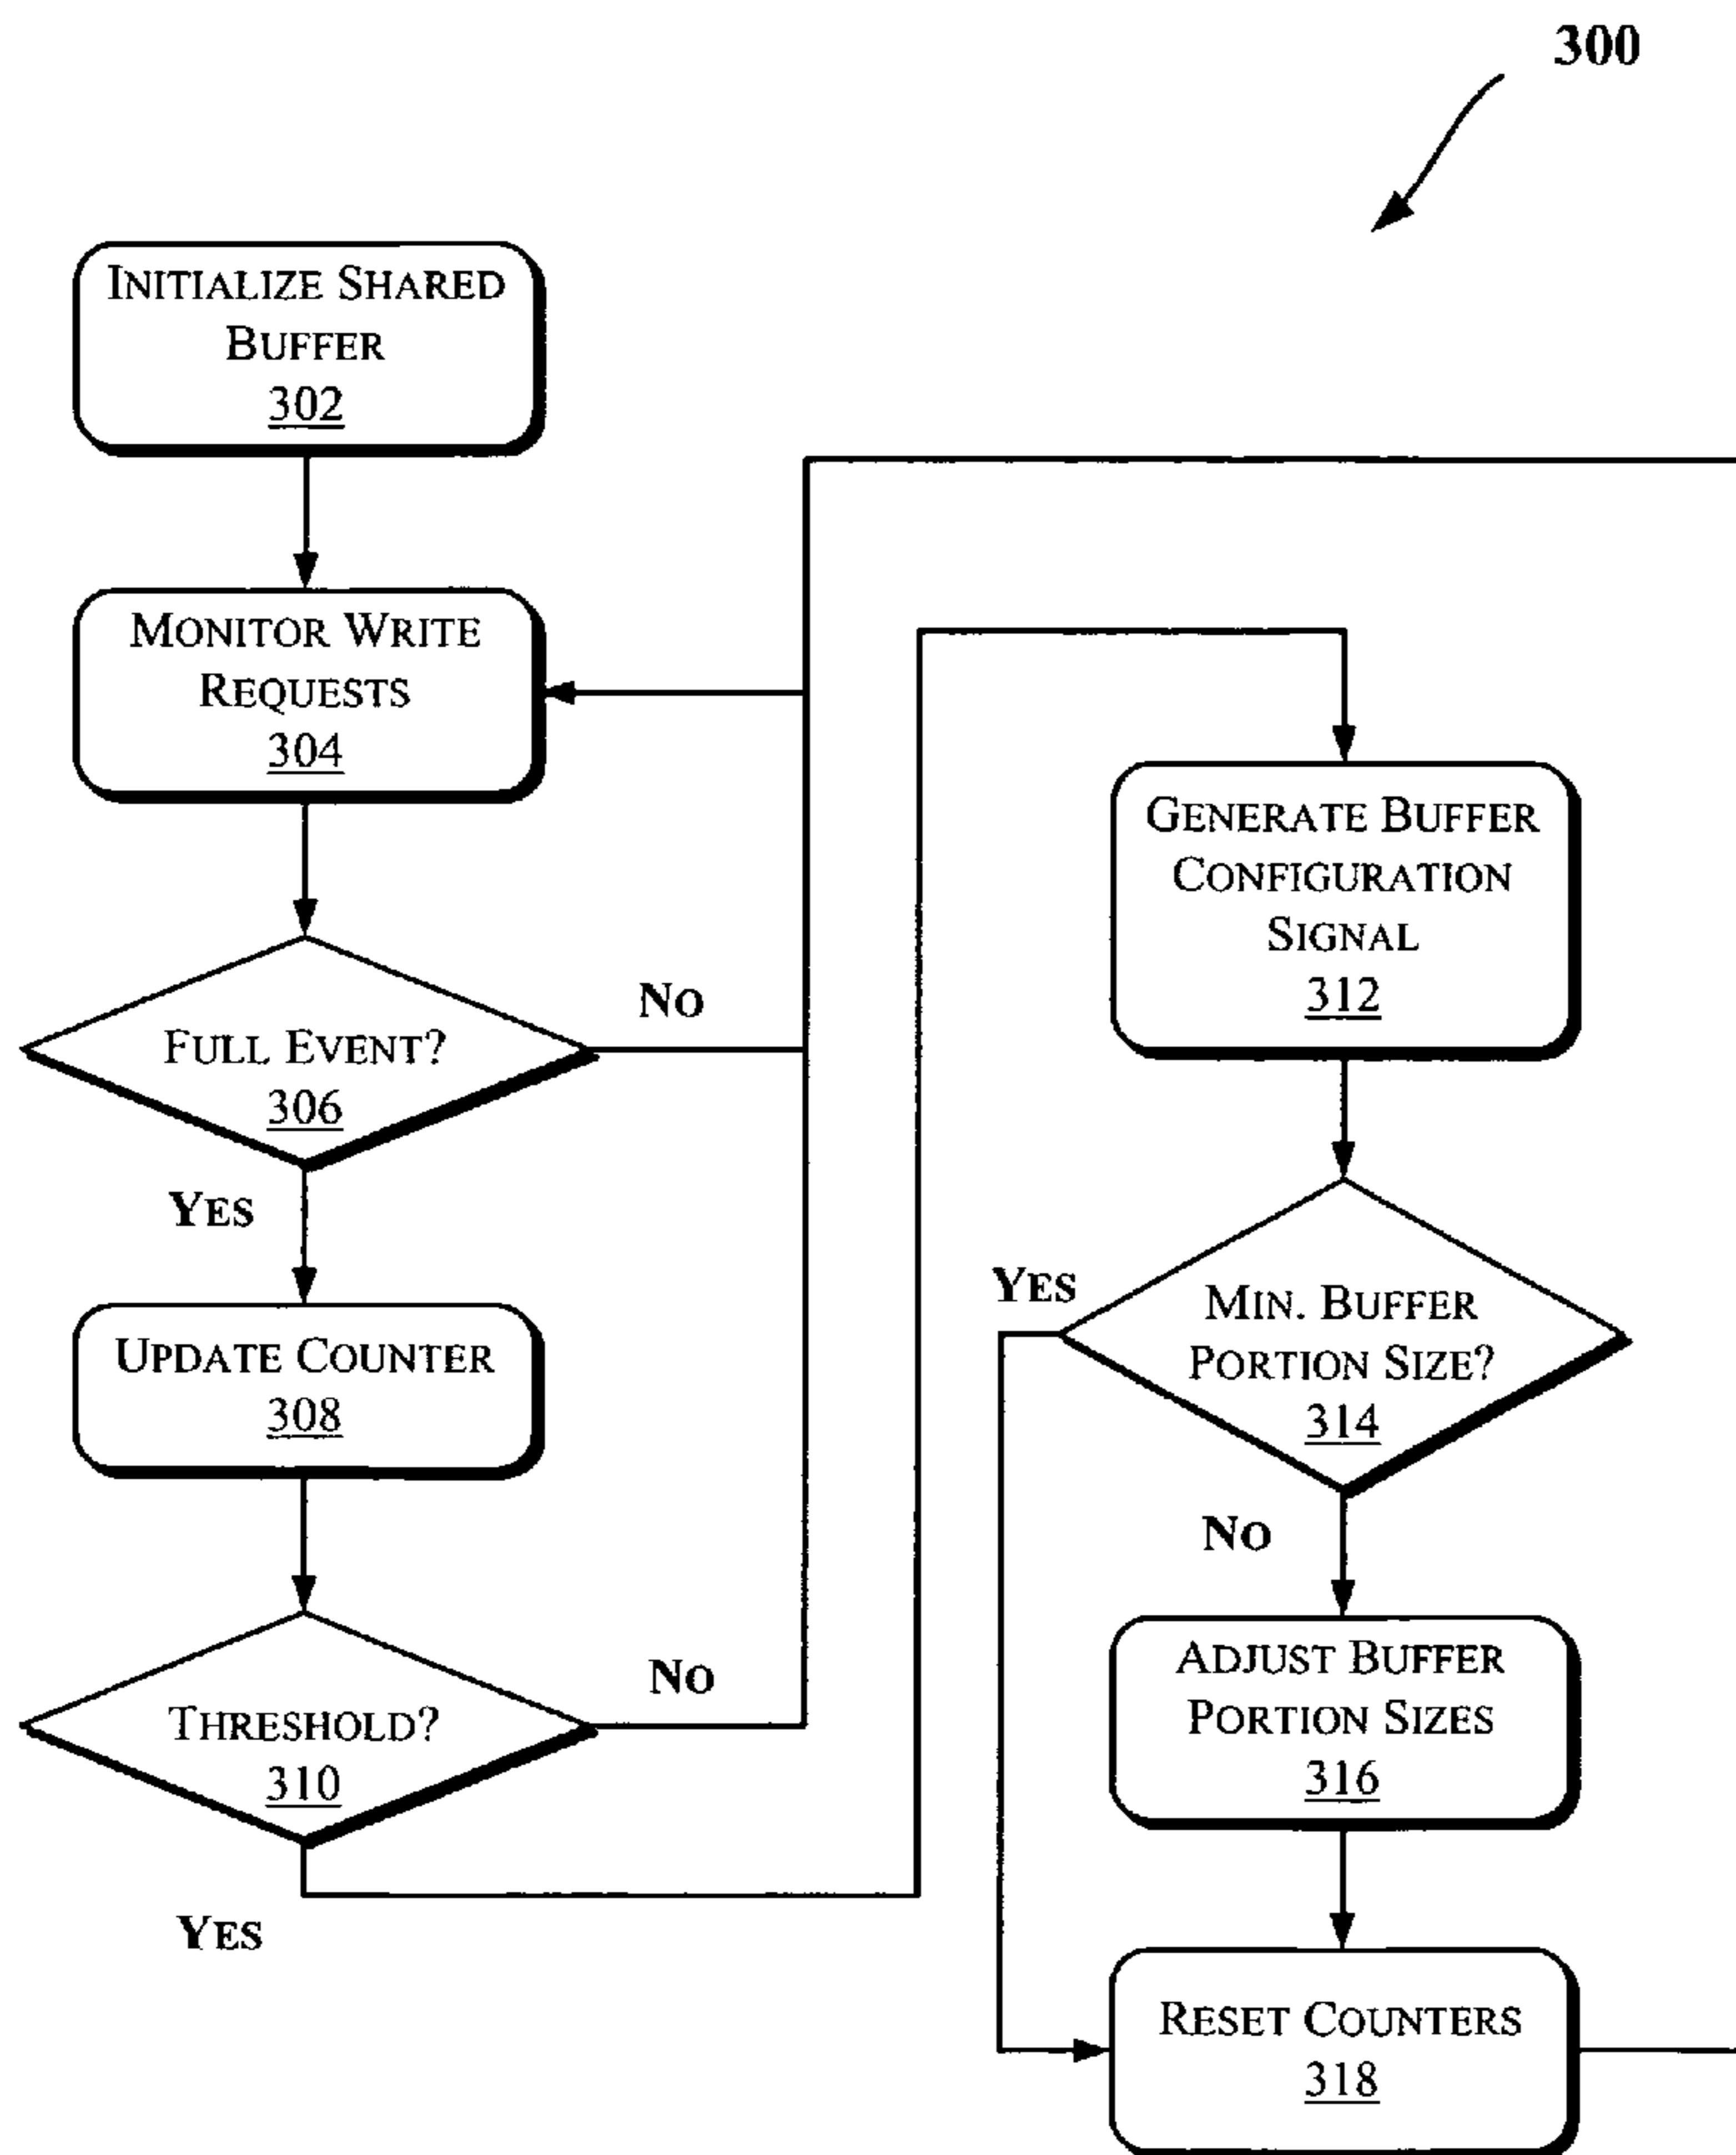 300
INITIALIZE SHARED
BUFFER
302
MONITOR WRITE
REQUESTS
304
FULL EVENT?
306
NO
YES
UPDATE COUNTER
308
THRESHOLD?
310
NO
YES
GENERATE BUFFER
CONFIGURATION
SIGNAL
312
MIN. BUFFER
PORTION SIZE?
314
YES
NO
ADJUST BUFFER
PORTION SIZES
316
RESET COUNTERS
318